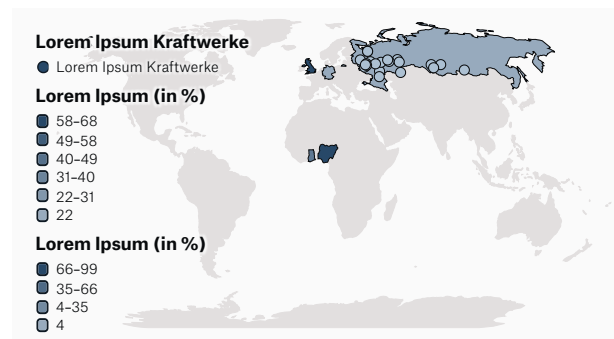 Lorem Ipsum Kraftwerke
Lorem Ipsum Kraftwerke
Lorem Ipsum (in %)
58–68
49–58
40–49
31–40
22–31
22
Lorem Ipsum (in %)
66–99
35–66
4–35
4